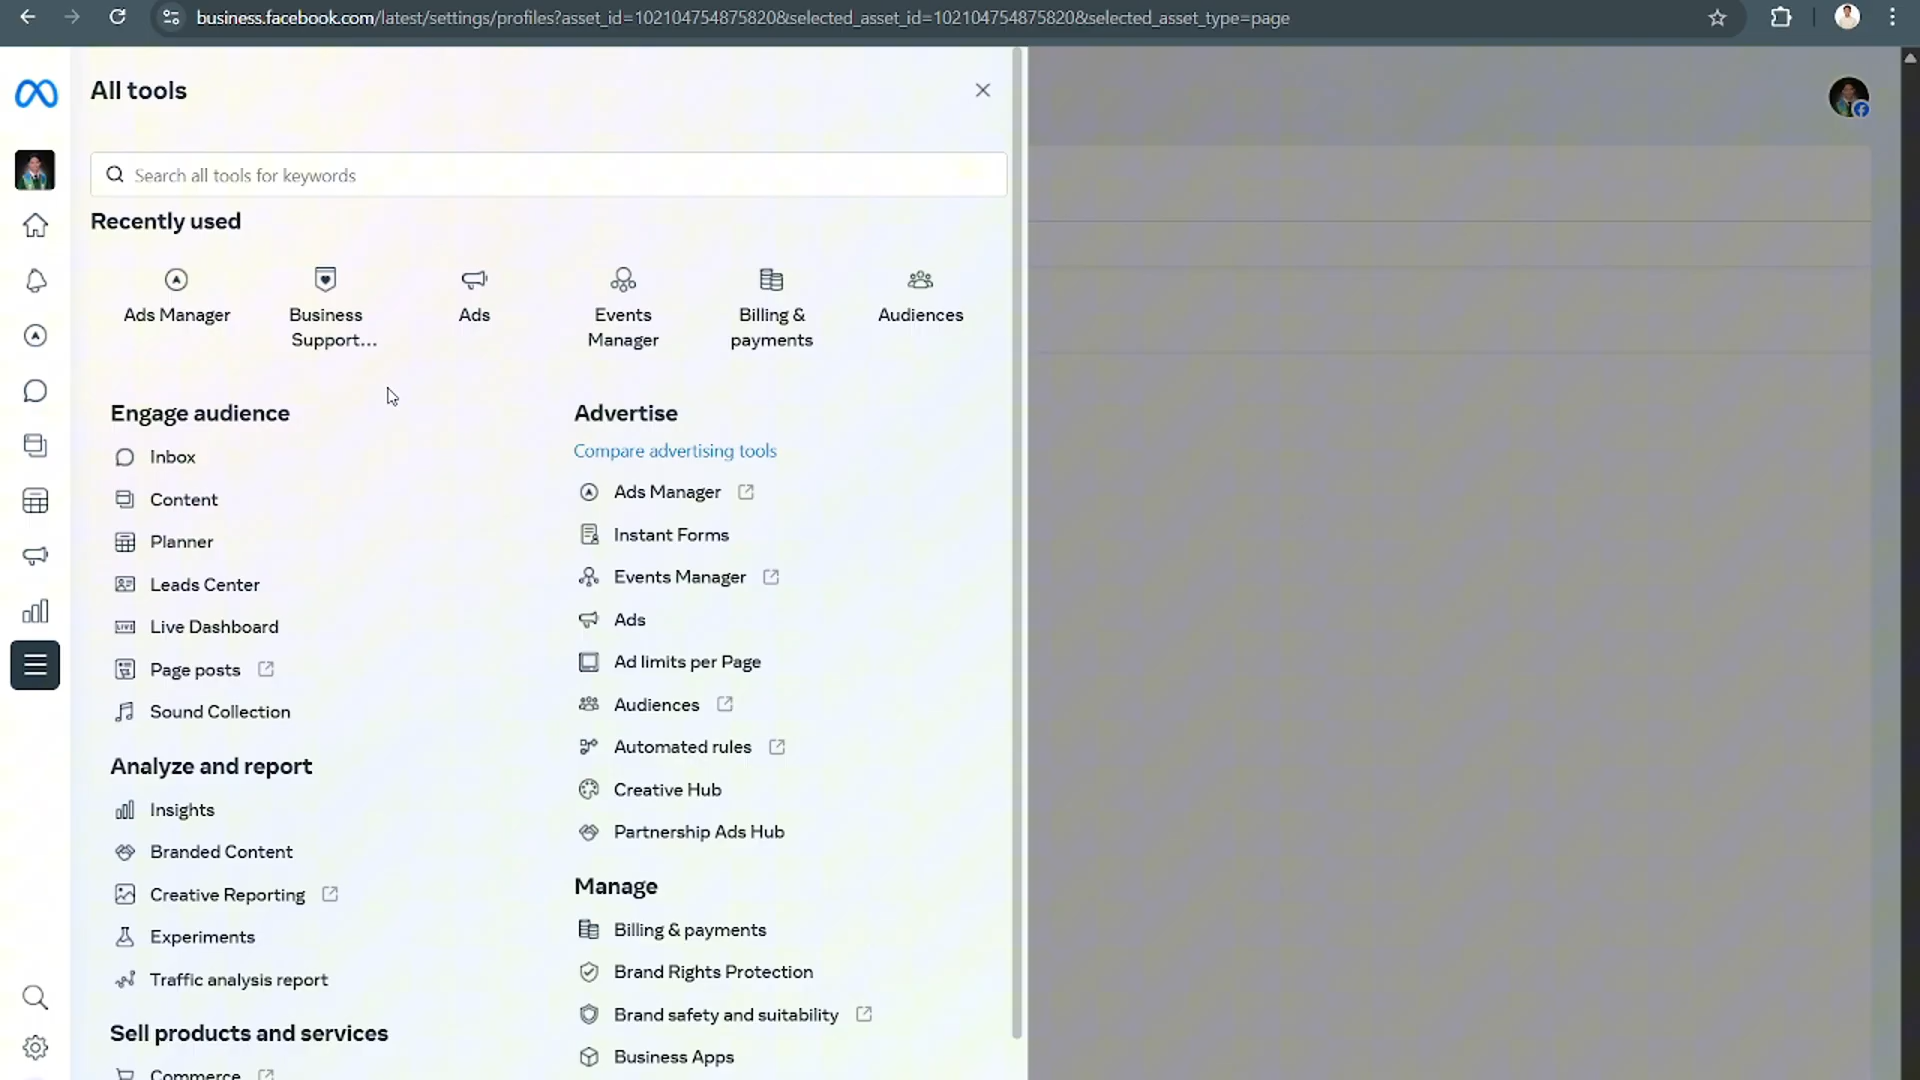 business.facebook.com/latest/settings/profiles?asset_id=102104754875820&selected_asset_id=102104754875820&selected_asset_type=page
All tools
Search all tools for keywords
Recently used
Ads Manager
Business
Support...
Ads
Events
Manager
Billing &
payments
Audiences
Engage audience
Inbox
Content
Planner
Leads Center
LIVE
Live Dashboard
Page posts
Sound Collection
Analyze and report
Insights
Branded Content
Creative Reporting
Experiments
Traffic analysis report
Sell products and services
Commerce
Advertise
Compare advertising tools
Ads Manager
Instant Forms
Events Manager
Ads
Ad limits per Page
Audiences
Automated rules
Creative Hub
Partnership Ads Hub
Manage
Billing & payments
Brand Rights Protection
Brand safety and suitability
Business Apps